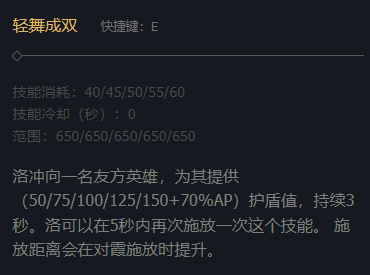 轻舞成双 快捷键：E
技能消耗：40/45/50/55/60
技能冷却（秒）：0
范围：650/650/650/650/650
洛冲向一名友方英雄，为其提供
（50/75/100/125/150+70%AP）护盾值，持续3
秒。洛可以在5秒内再次施放一次这个技能。 施
放距离会在对霞施放时提升。